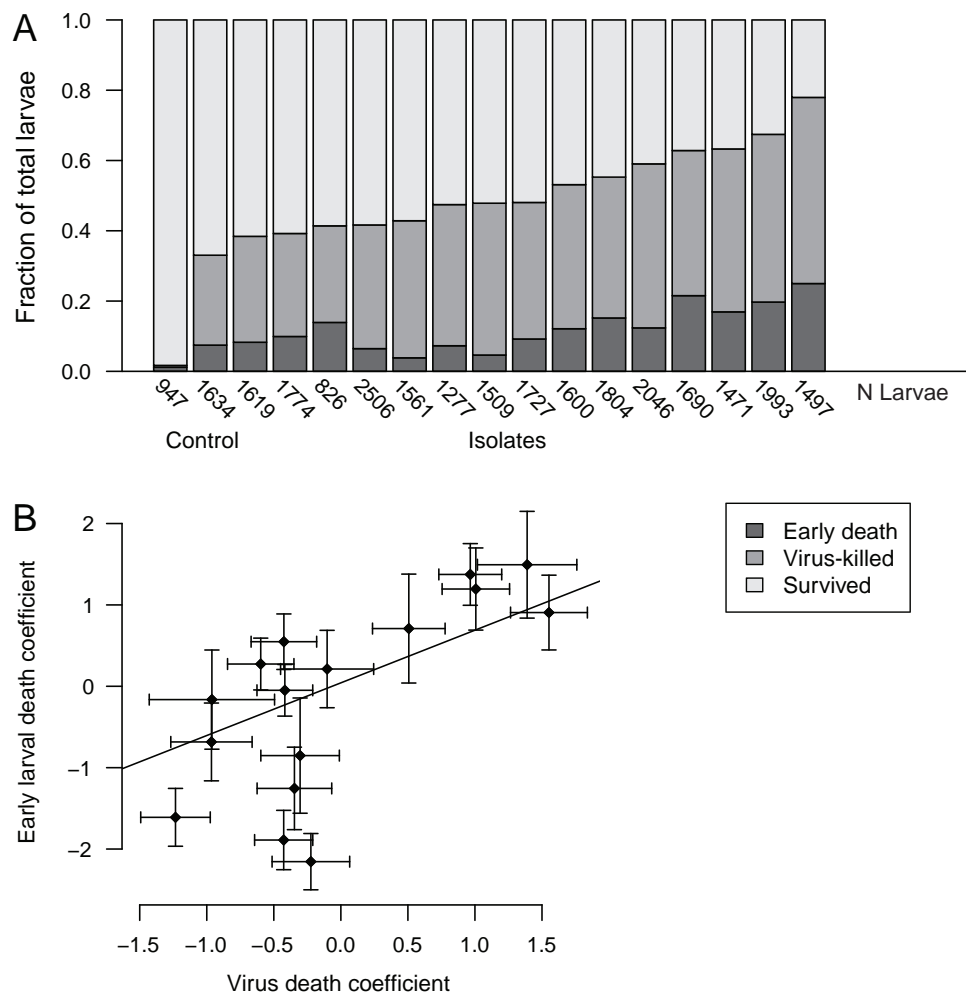 A
1.0
0.8
0.6
0.4
0.2
0.0
Fraction of total larvae
947 1634 1619 1774 826 2506 1561 1277 1509 1727 1600 1804 2046 1690 1471 1993 1497 N Larvae
Control Isolates
B
2
1
0
−1
−2
Early larval death coefficient
−1.5 −1.0 −0.5 0.0 0.5 1.0 1.5
Virus death coefficient
Early death
Virus-killed
Survived